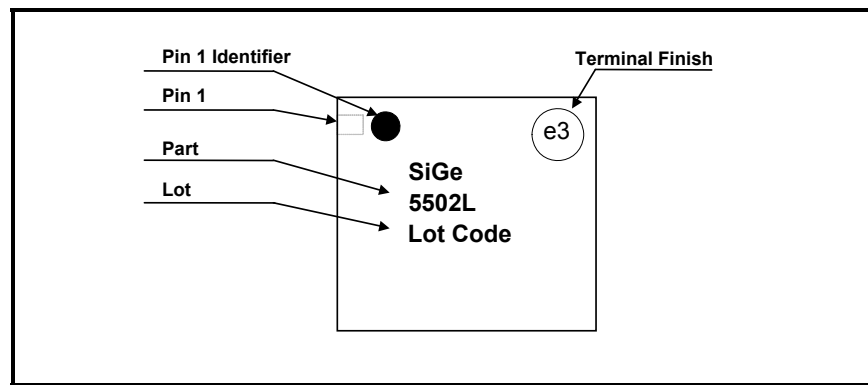 Pin 1 Identifier
Terminal Finish
Pin 1
e3
Part
SiGe
5502L
Lot
Lot Code